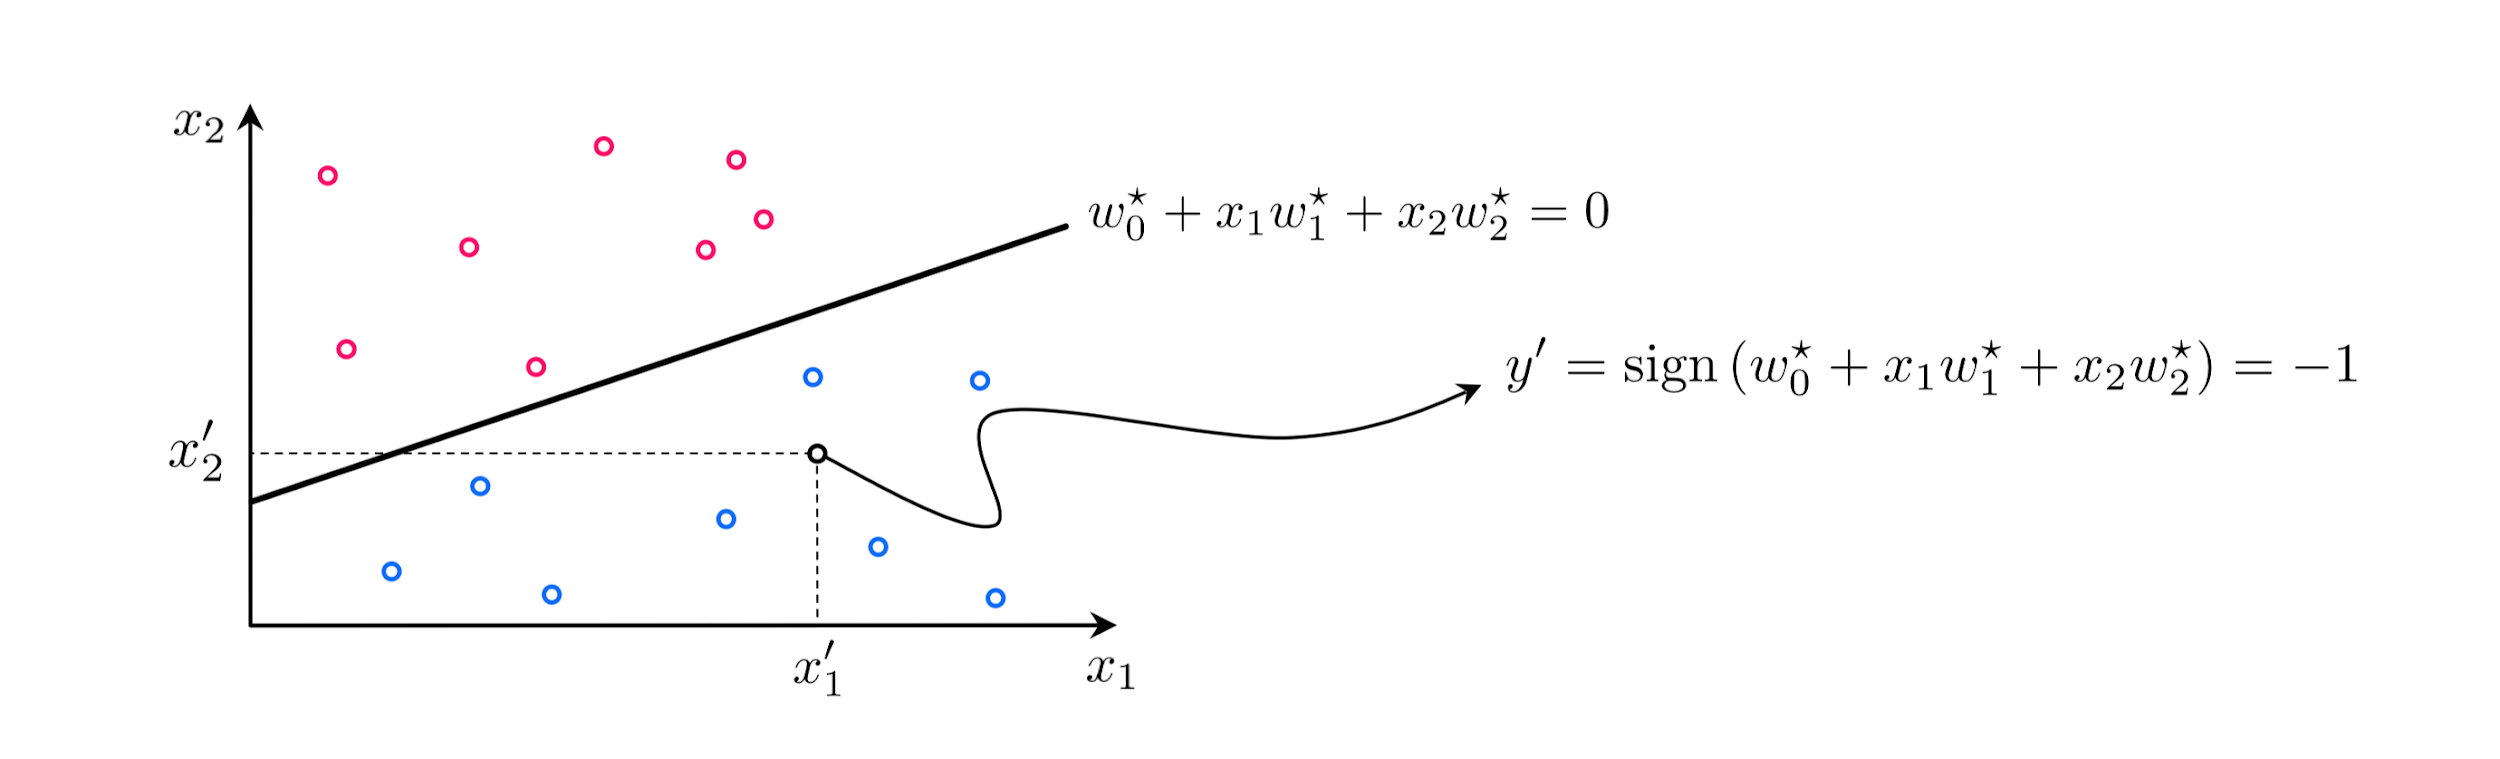 x₂
w₀⋆ + x₁w₁⋆ + x₂w₂⋆ = 0
y′ = sign (w₀⋆ + x₁w₁⋆ + x₂w₂⋆) = −1
x′₂
x′₁
x₁